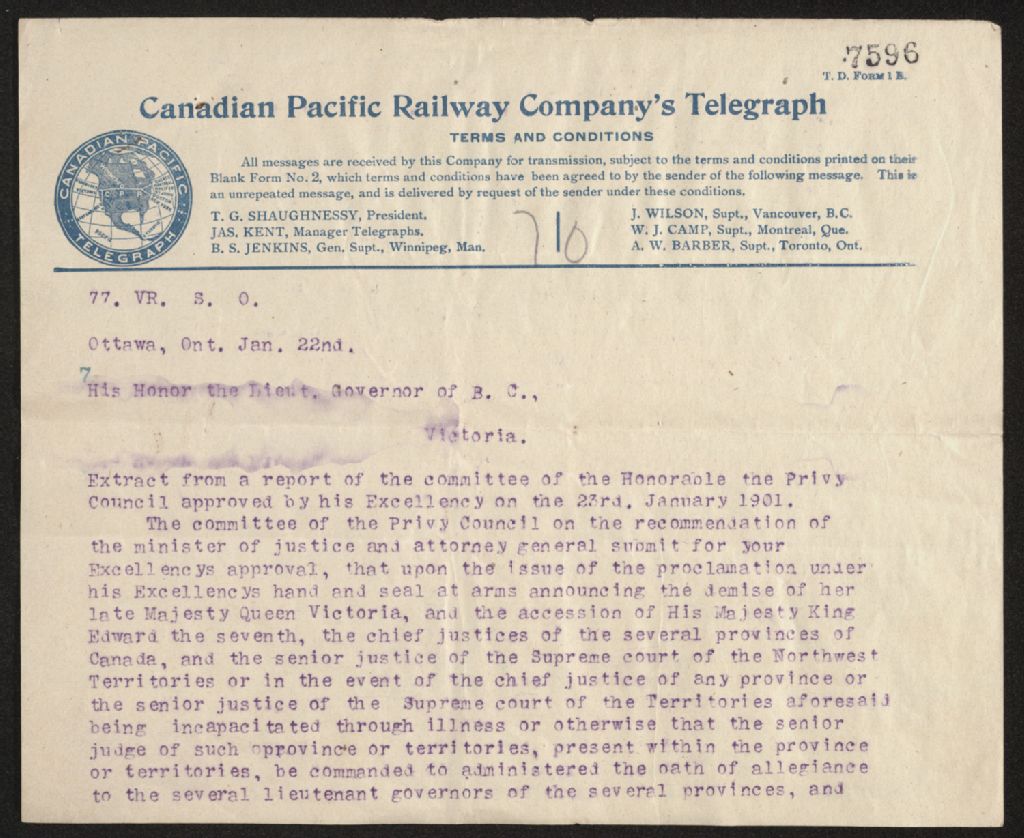 7596
T. D. FORM 1 B.
Canadian Pacific Railway Company's Telegraph
TERMS AND CONDITIONS
CANADIAN PACIFIC
TELEGRAPH
All messages are received by this Company for transmission, subject to the terms and conditions printed on their
Blank Form No. 2, which terms and conditions have been agreed to by the sender of the following message. This is
an unrepeated message, and is delivered by request of the sender under these conditions.
T. G. SHAUGHNESSY, President.
JAS. KENT, Manager Telegraphs.
B. S. JENKINS, Gen. Supt., Winnipeg, Man.
J. WILSON, Supt., Vancouver, B.C.
W. J. CAMP, Supt., Montreal, Que.
A. W. BARBER, Supt., Toronto, Ont.
77. VR. S. O.
Ottawa, Ont. Jan. 22nd.
7
His Honor the Lieut. Governor of B. C.,
Victoria.
Extract from a report of the committee of the Honorable the Privy
Council approved by his Excellency on the 23rd. January 1901.
The committee of the Privy Council on the recommendation of
the minister of justice and attorney general submit for your
Excellencys approval, that upon the issue of the proclamation under
his Excellencys hand and seal at arms announcing the demise of her
late Majesty Queen Victoria, and the accession of His Majesty King
Edward the seventh, the chief justices of the several provinces of
Canada, and the senior justice of the Supreme court of the Northwest
Territories or in the event of the chief justice of any province or
the senior justice of the Supreme court of the Territories aforesaid
being incapacitated through illness or otherwise that the senior
judge of such opprovince or territories, present within the province
or territories, be commanded to administered the oath of allegiance
to the several lieutenant governors of the several provinces, and